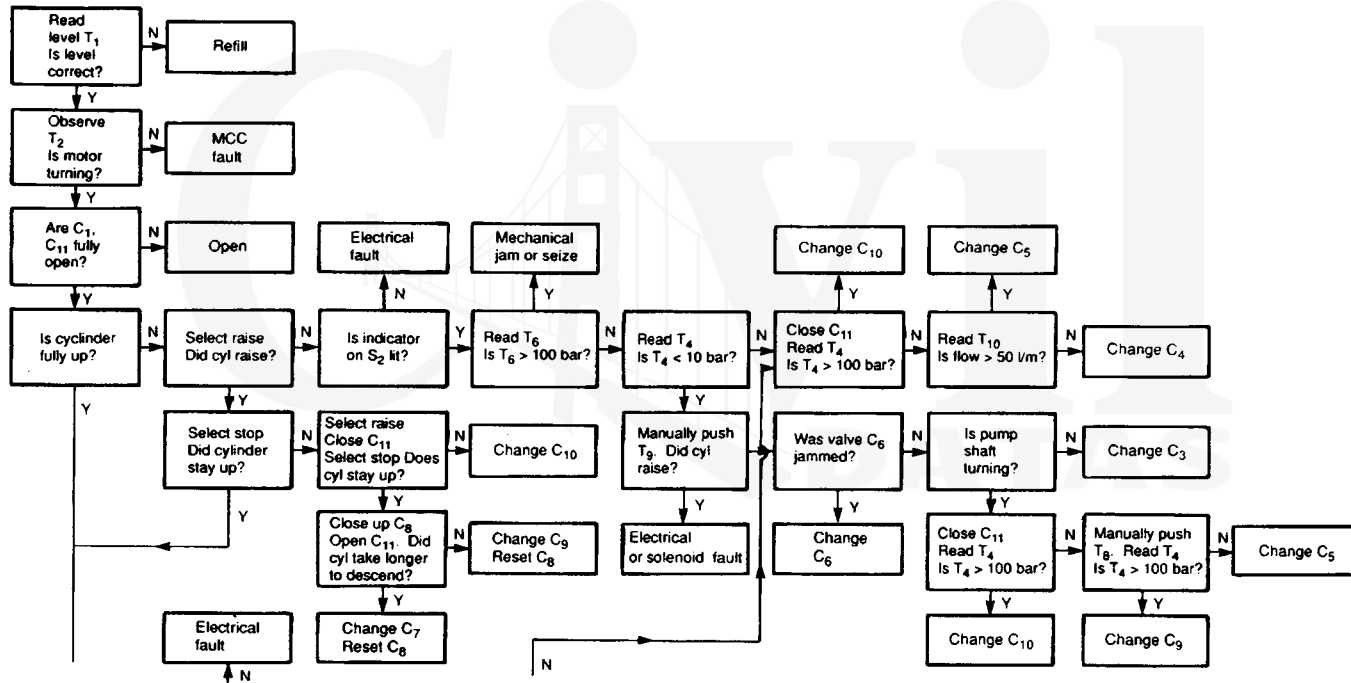 Read
level T₁
Is level
correct?
N
Refill
Y
Observe
T₂
Is motor
turning?
N
MCC
fault
Y
Are C₁,
C₁₁ fully
open?
N
Open
Y
Electrical
fault
N
Mechanical
jam or seize
Y
Change C₁₀
Y
Change C₅
Y
Is cyclinder
fully up?
N
Select raise
Did cyl raise?
N
Is indicator
on S₂ lit?
Y
Read T₆
Is T₆ > 100 bar?
N
Read T₄
Is T₄ < 10 bar?
N
Close C₁₁
Read T₄
Is T₄ > 100 bar?
N
Read T₁₀
Is flow > 50 l/m?
N
Change C₄
Y
Y
Y
Select stop
Did cylinder
stay up?
N
Select raise
Close C₁₁
Select stop Does
cyl stay up?
N
Change C₁₀
Manually push
T₉. Did cyl
raise?
N
Was valve C₆
jammed?
N
Is pump
shaft
turning?
N
Change C₃
Y
Y
Y
Y
Y
Close up C₈
Open C₁₁. Did
cyl take longer
to descend?
N
Change C₉
Reset C₈
Electrical
or solenoid fault
Change
C₆
Close C₁₁
Read T₄
Is T₄ > 100 bar?
N
Manually push
T₈. Read T₄
Is T₄ > 100 bar?
N
Change C₅
Y
Y
Y
Electrical
fault
N
Change C₇
Reset C₈
N
Change C₁₀
Change C₉
Civil
DATAS